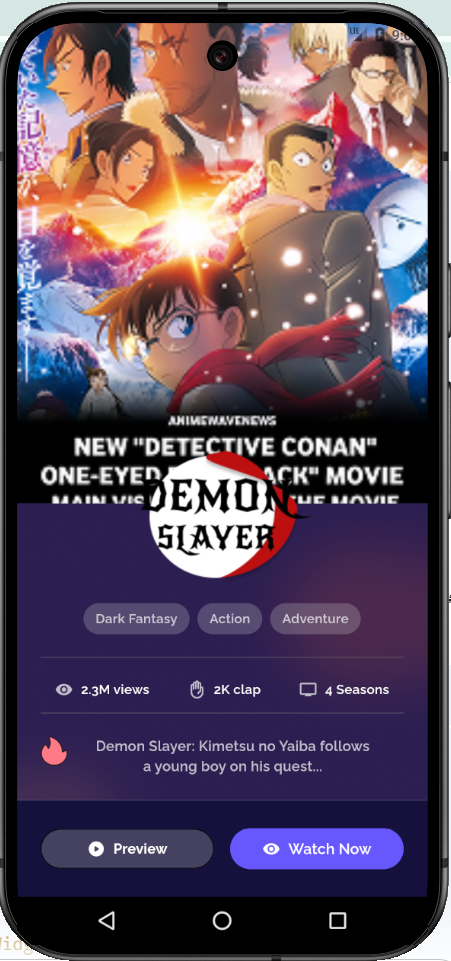 LTE 9:
ANIMEWAVENEWS
NEW "DETECTIVE CONAN"
ONE-EYED ACK" MOVIE
MAIN VIS THE MOVIE
DEMON
SLAYER
Dark Fantasy Action Adventure
2.3M views 2K clap 4 Seasons
Demon Slayer: Kimetsu no Yaiba follows
a young boy on his quest...
Preview Watch Now